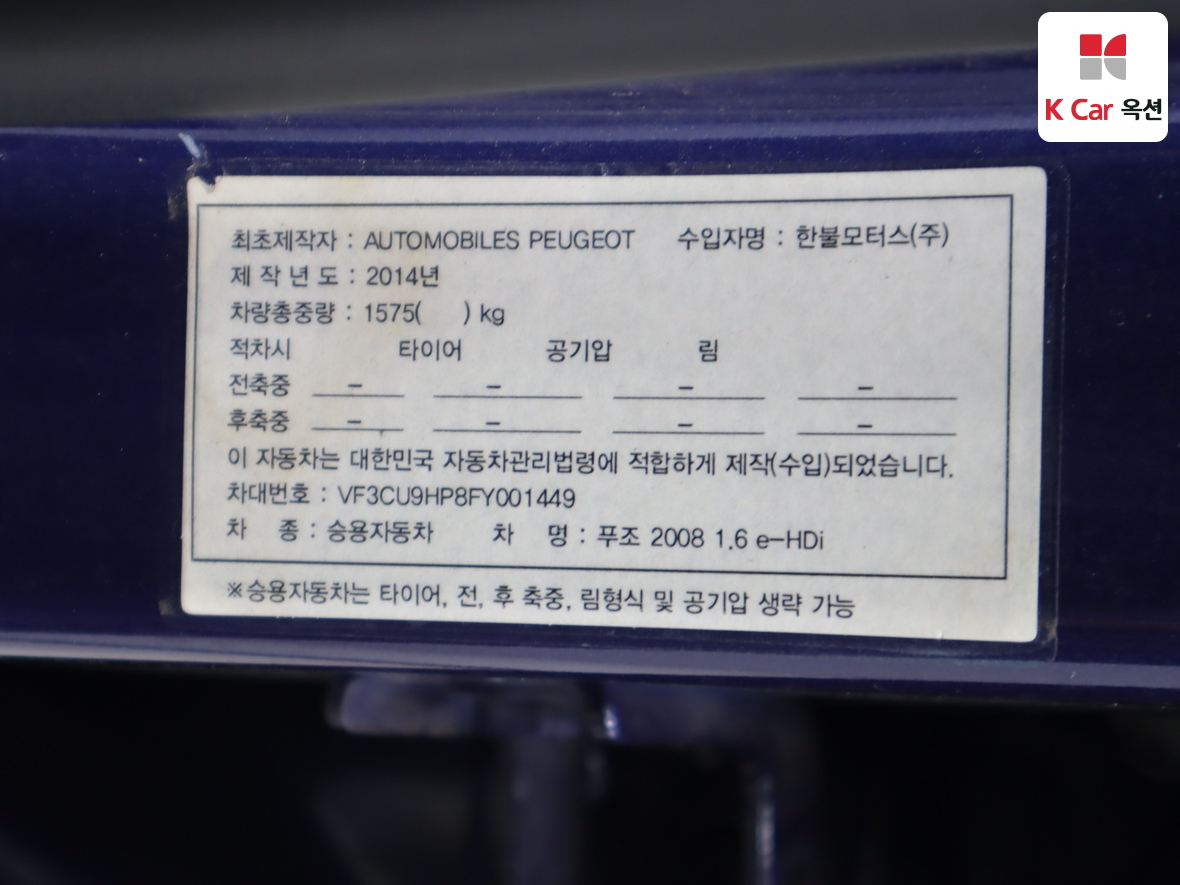 K Car 옥션
최초제작자 : AUTOMOBILES PEUGEOT 수입자명 : 한불모터스(주)
제 작 년 도 : 2014년
차량총중량 : 1575( ) kg
적차시 타이어 공기압 림
전축중 – – – –
후축중 – – – –
이 자동차는 대한민국 자동차관리법령에 적합하게 제작(수입)되었습니다.
차대번호 : VF3CU9HP8FY001449
차 종 : 승용자동차 차 명 : 푸조 2008 1.6 e-HDi
※승용자동차는 타이어, 전, 후 축중, 림형식 및 공기압 생략 가능